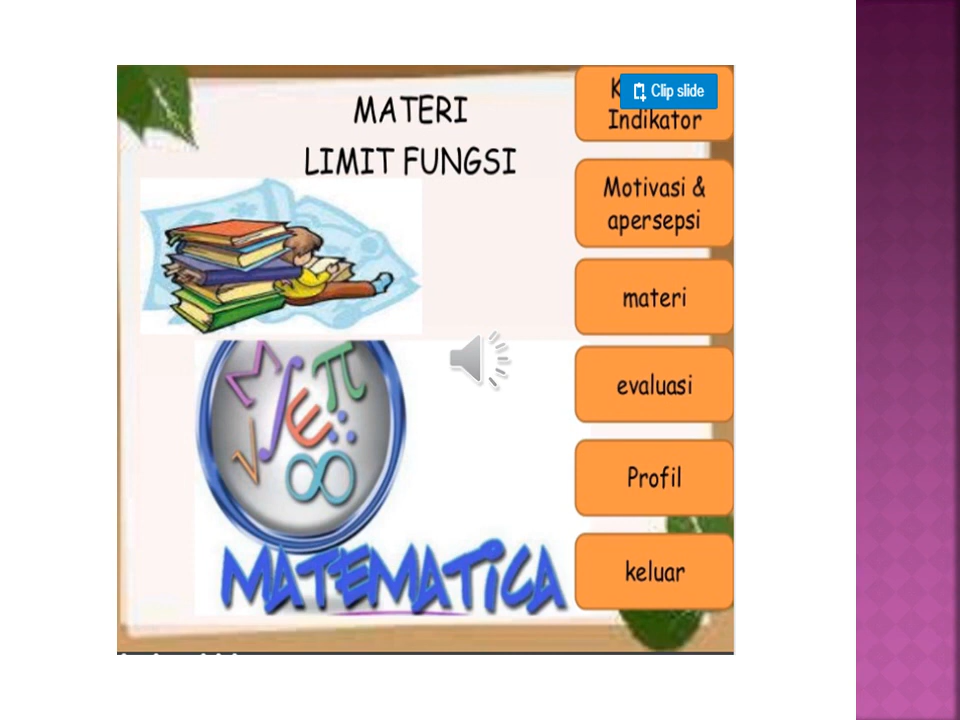 MATERI
LIMIT FUNGSI
Clip slide
Indikator
Motivasi &
apersepsi
materi
evaluasi
Profil
keluar
MATEMATICA